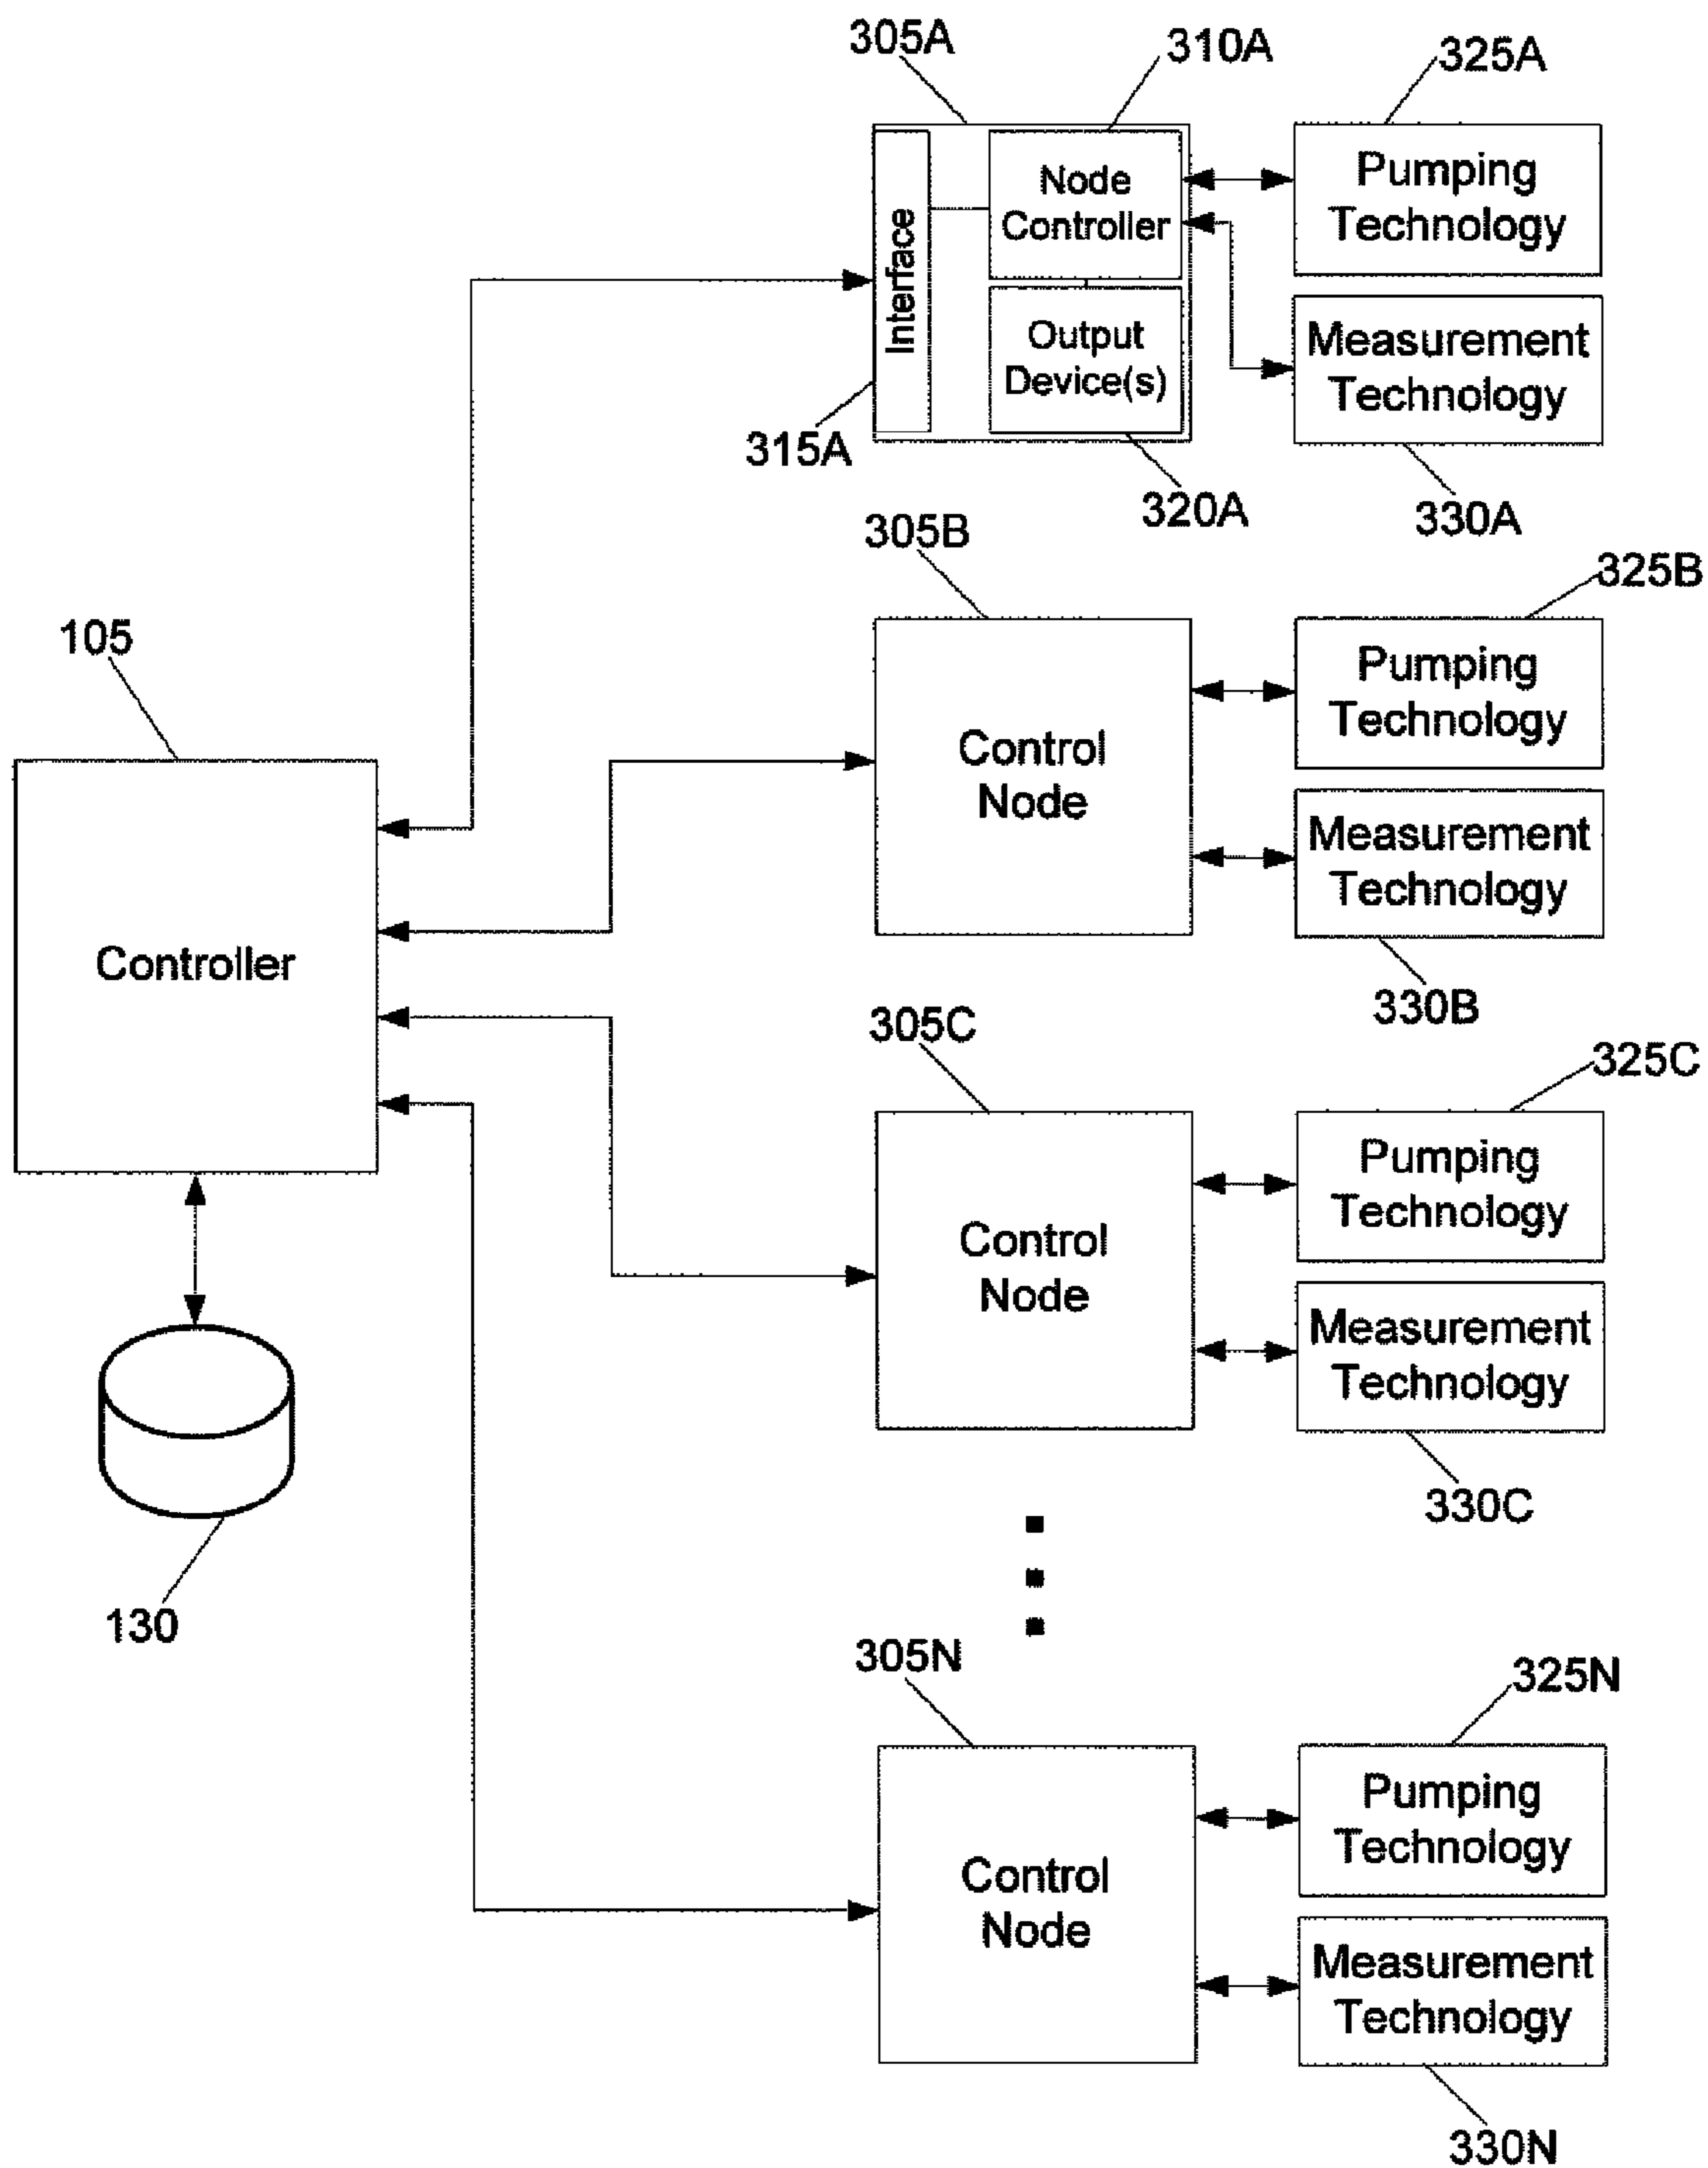 305A
310A
325A
Node
Controller
Interface
Output
Device(s)
Pumping
Technology
Measurement
Technology
315A
320A
330A
305B
325B
Control
Node
Pumping
Technology
Measurement
Technology
330B
105
Controller
130
305C
325C
Control
Node
Pumping
Technology
Measurement
Technology
330C
305N
325N
Control
Node
Pumping
Technology
Measurement
Technology
330N